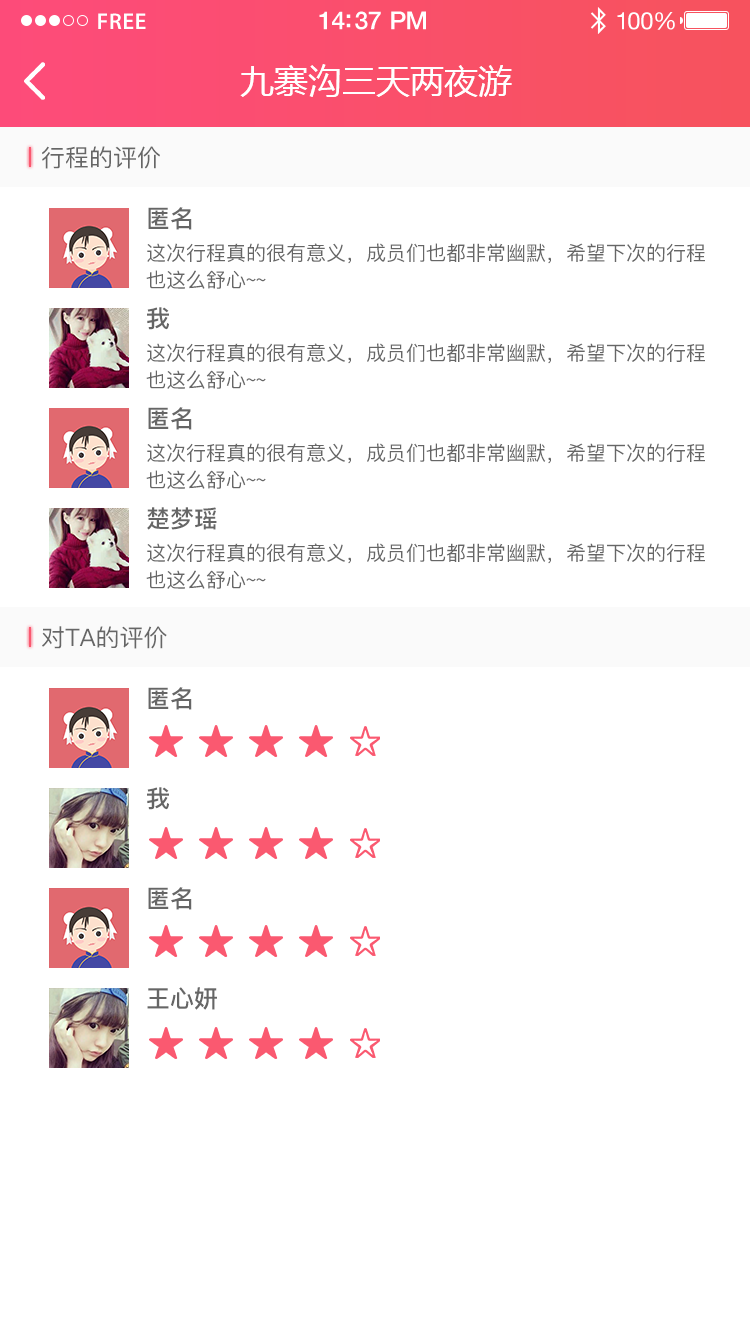 FREE 14:37 PM 100%
九寨沟三天两夜游
行程的评价
匿名
这次行程真的很有意义，成员们也都非常幽默，希望下次的行程
也这么舒心~~
我
这次行程真的很有意义，成员们也都非常幽默，希望下次的行程
也这么舒心~~
匿名
这次行程真的很有意义，成员们也都非常幽默，希望下次的行程
也这么舒心~~
楚梦瑶
这次行程真的很有意义，成员们也都非常幽默，希望下次的行程
也这么舒心~~
对TA的评价
匿名
我
匿名
王心妍